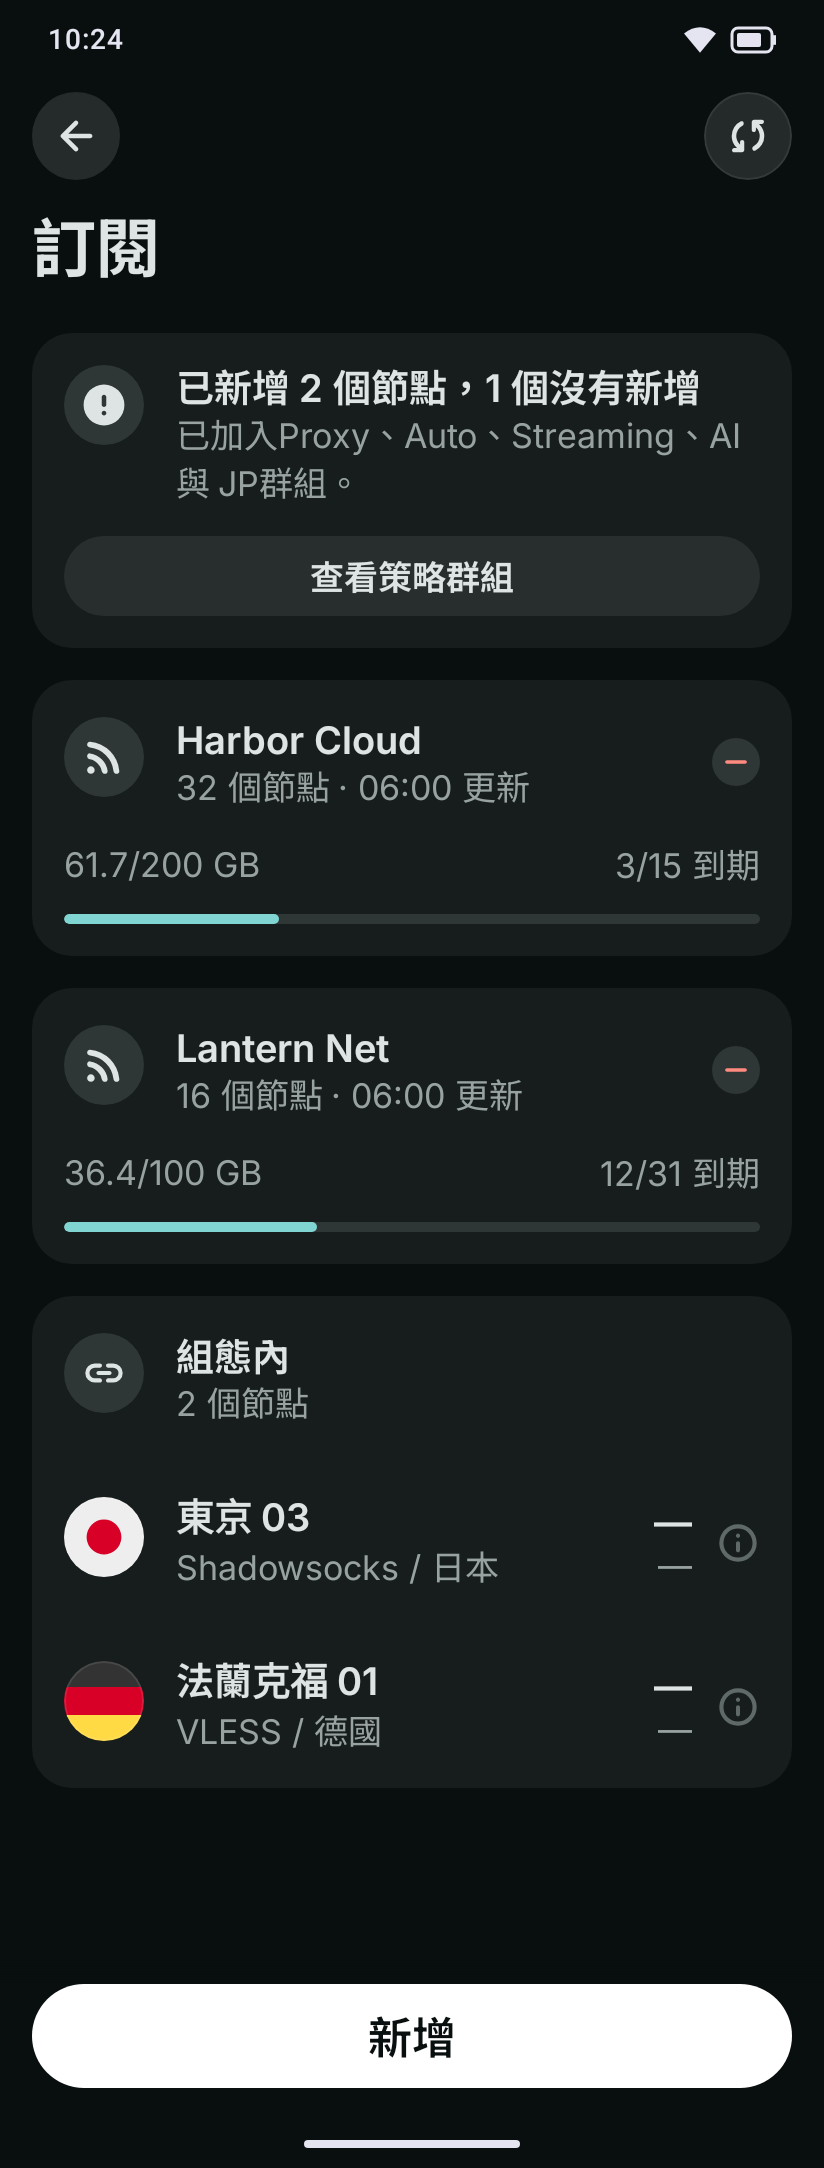 10:24
訂閱
已新增 2 個節點，1 個沒有新增
已加入Proxy、Auto、Streaming、AI
與 JP群組。
查看策略群組
Harbor Cloud
32 個節點 · 06:00 更新
61.7/200 GB
3/15 到期
Lantern Net
16 個節點 · 06:00 更新
36.4/100 GB
12/31 到期
組態內
2 個節點
東京 03
—
Shadowsocks / 日本
—
法蘭克福 01
—
VLESS / 德國
—
新增